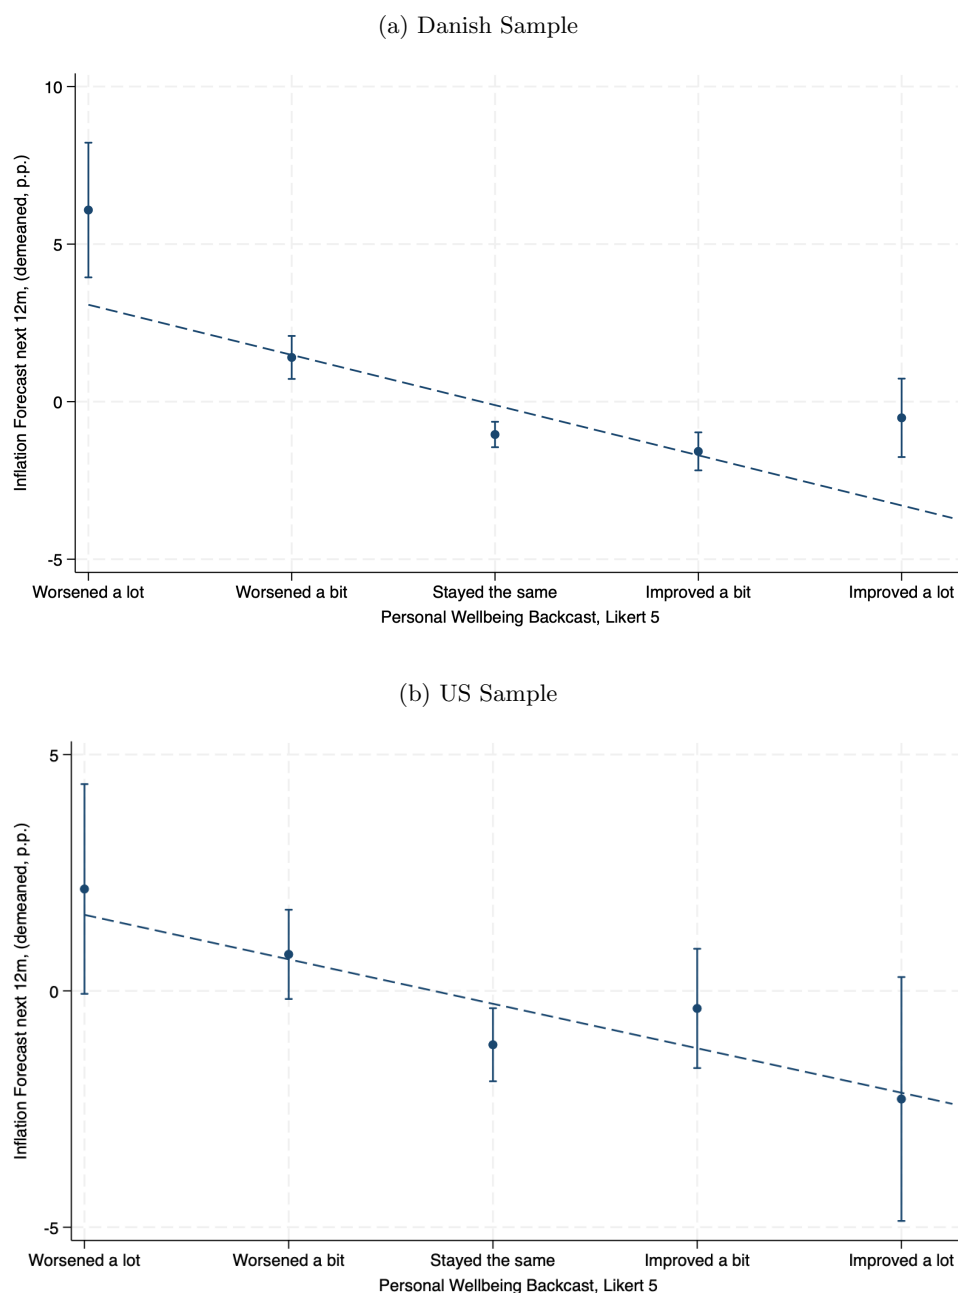 (a) Danish Sample
Inflation Forecast next 12m, (demeaned, p.p.)
10
5
0
-5
Worsened a lot Worsened a bit Stayed the same Improved a bit Improved a lot
Personal Wellbeing Backcast, Likert 5
(b) US Sample
Inflation Forecast next 12m, (demeaned, p.p.)
5
0
-5
Worsened a lot Worsened a bit Stayed the same Improved a bit Improved a lot
Personal Wellbeing Backcast, Likert 5